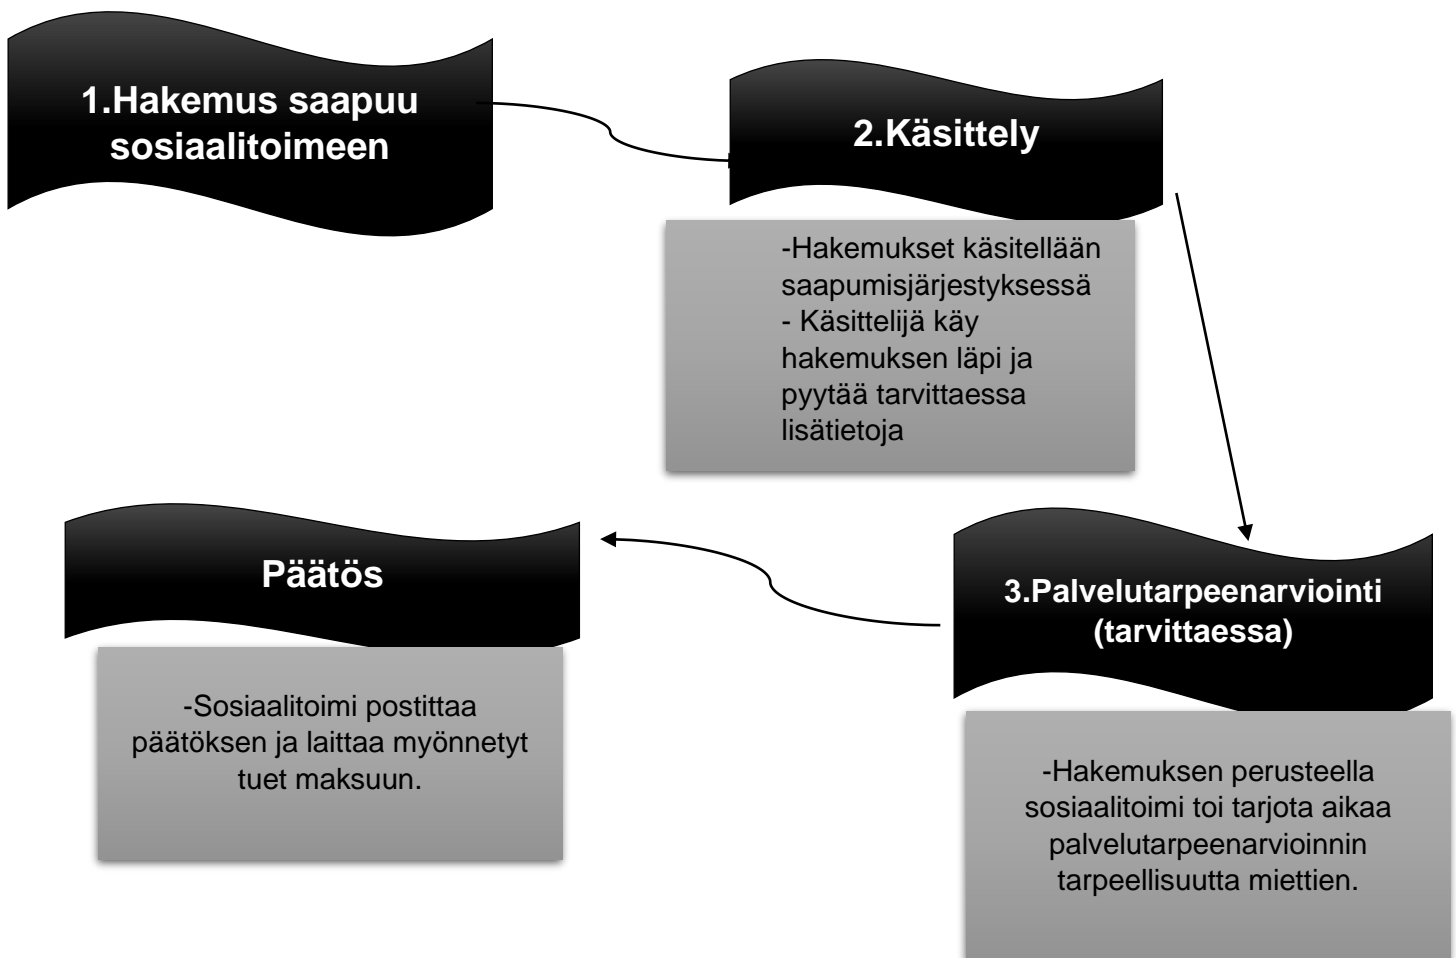 1.Hakemus saapuu
sosiaalitoimeen
2.Käsittely
-Hakemukset käsitellään
saapumisjärjestyksessä
- Käsittelijä käy
hakemuksen läpi ja
pyytää tarvittaessa
lisätietoja
3.Palvelutarpeenarviointi
(tarvittaessa)
-Hakemuksen perusteella
sosiaalitoimi toi tarjota aikaa
palvelutarpeenarvioinnin
tarpeellisuutta miettien.
Päätös
-Sosiaalitoimi postittaa
päätöksen ja laittaa myönnetyt
tuet maksuun.